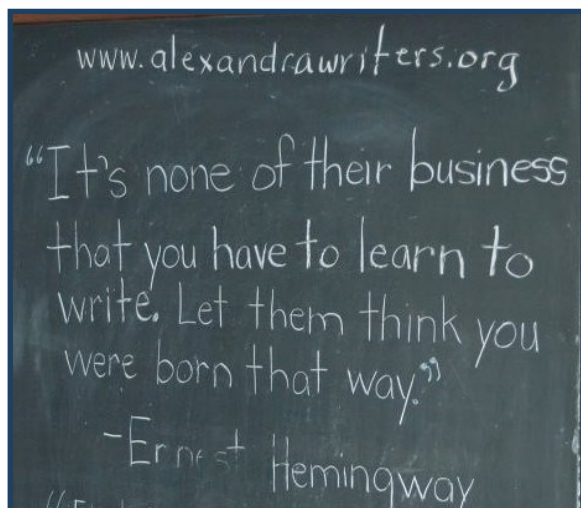 www.alexandrawriters.org
“It's none of their business
that you have to learn to
write. Let them think you
were born that way.”
-Ernest Hemingway